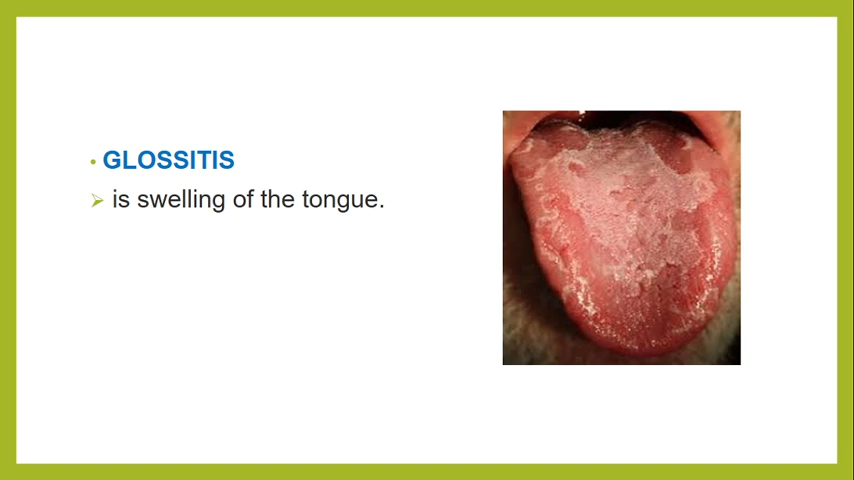 • GLOSSITIS
➢ is swelling of the tongue.